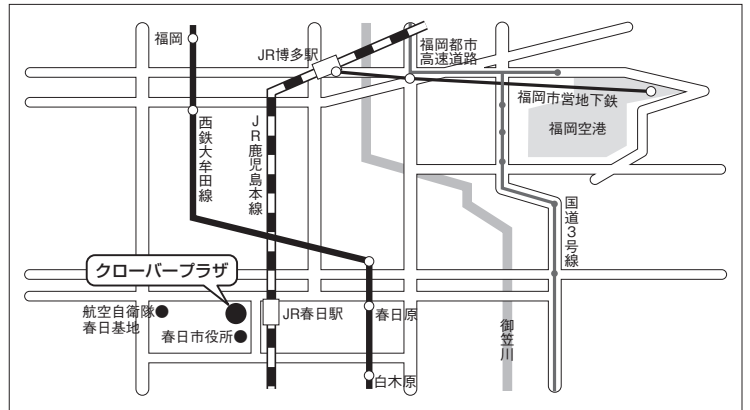 福岡
JR博多駅
福岡都市
高速道路
福岡市営地下鉄
福岡空港
西鉄大牟田線
JR鹿児島本線
国道3号線
クローバープラザ
航空自衛隊
春日基地
春日市役所
JR春日駅
春日原
御笠川
白木原